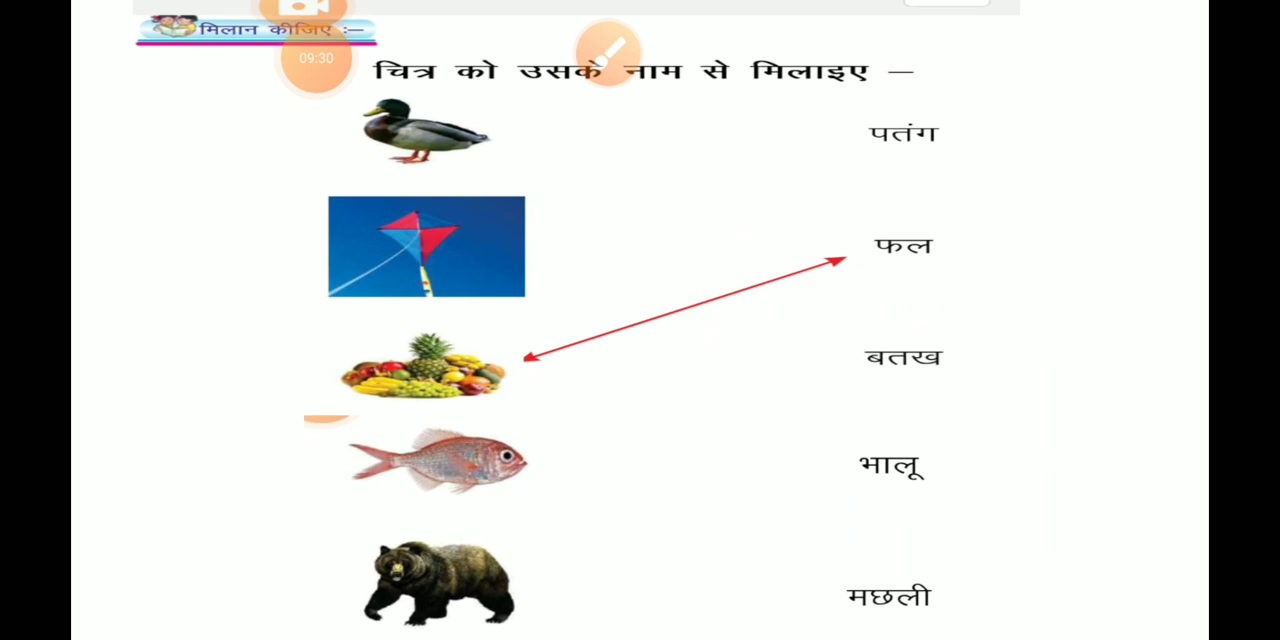 मिलान कीजिए :—
09:30
चित्र को उसके नाम से मिलाइए —
पतंग
फल
बतख
भालू
मछली